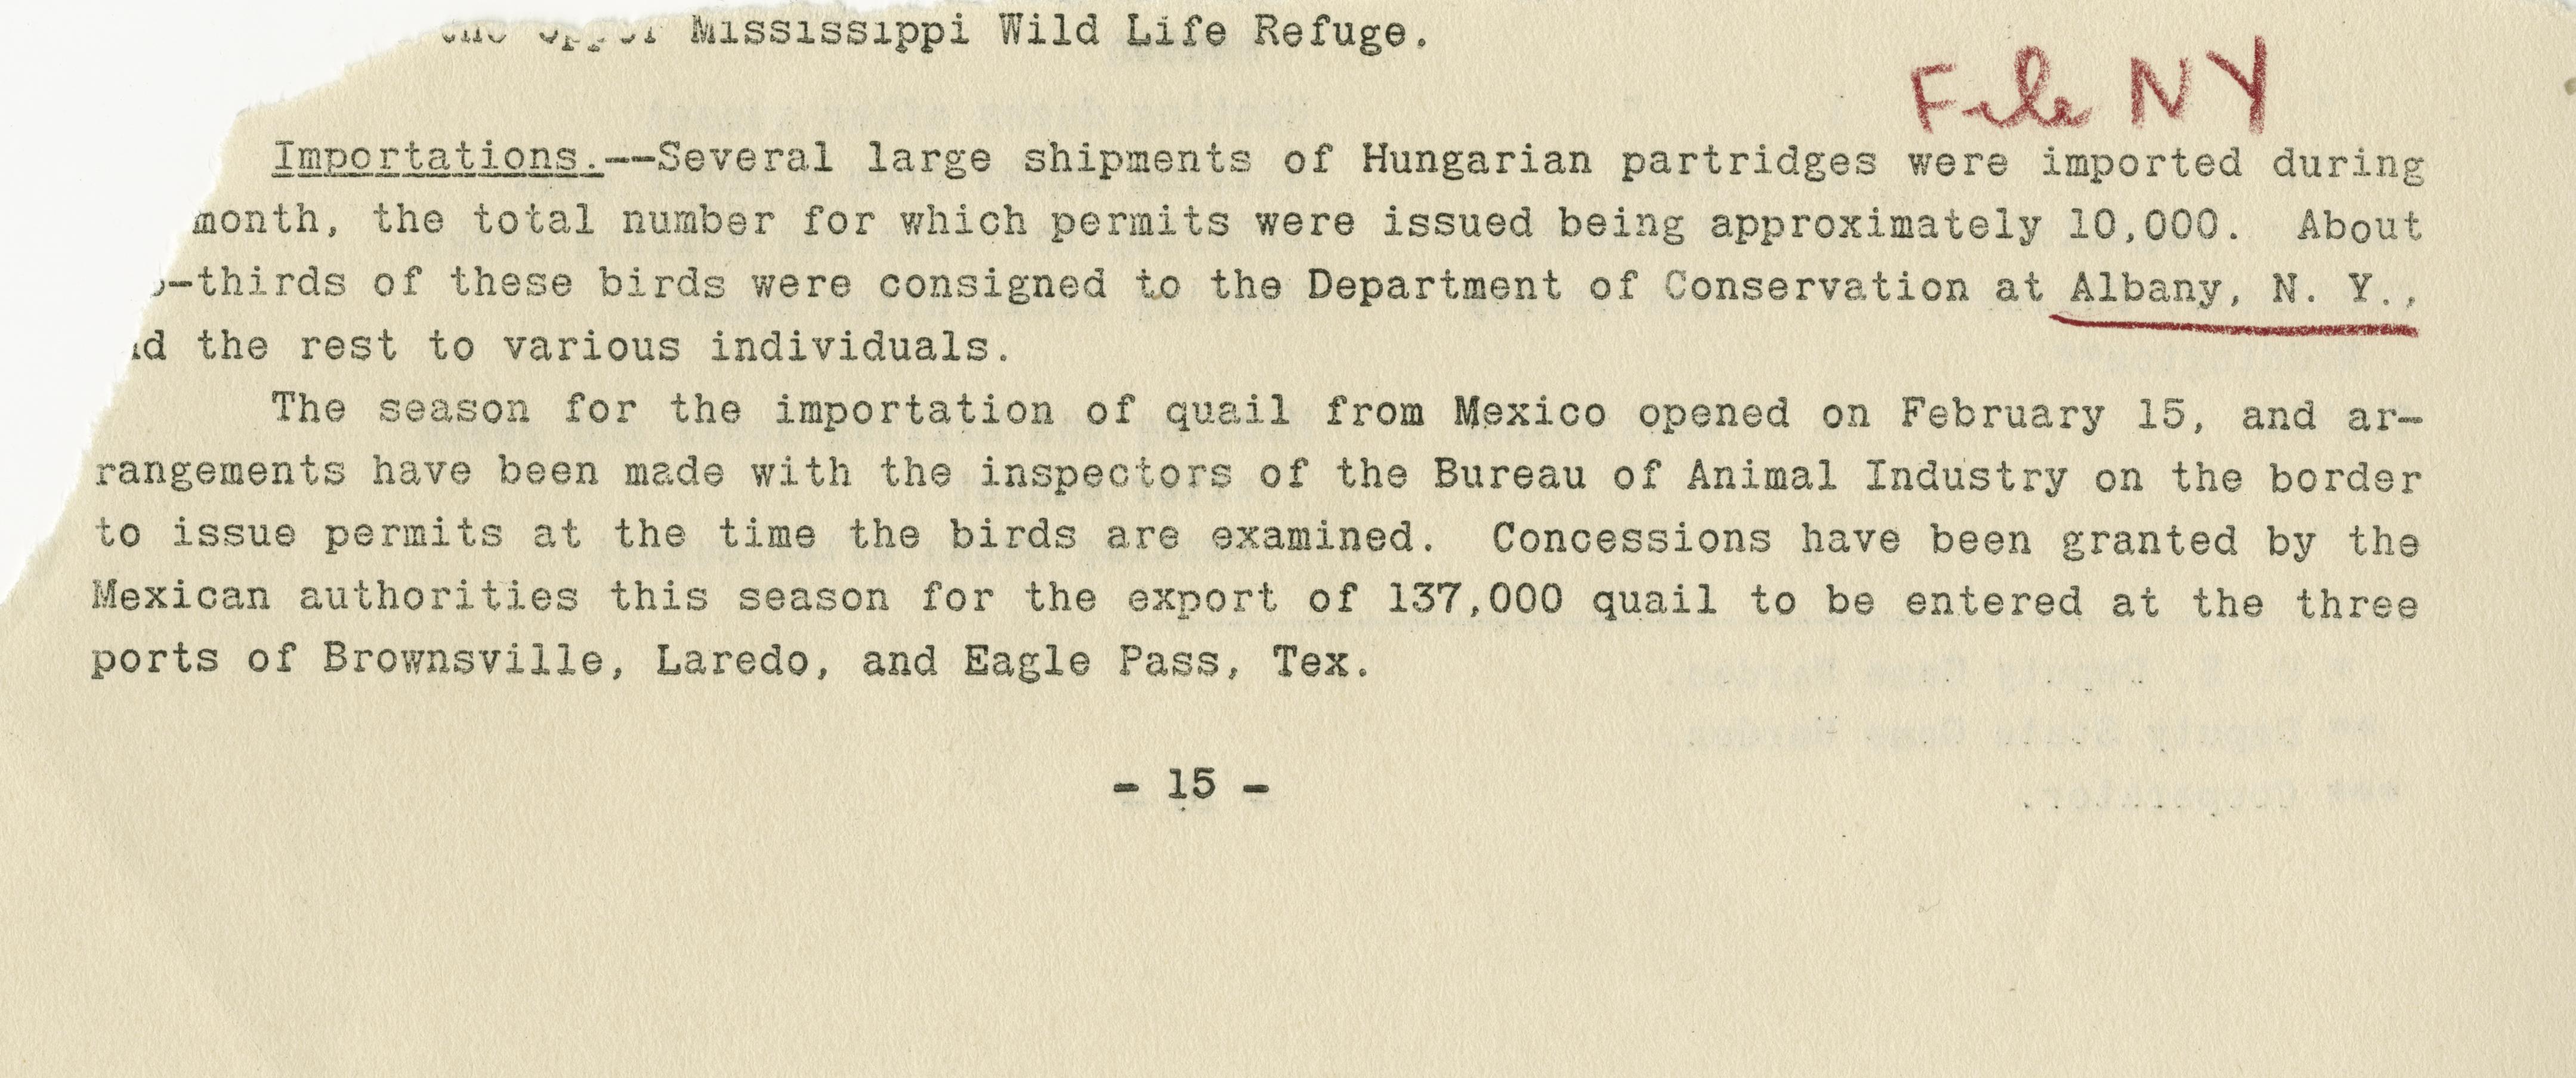 the Upper Mississippi Wild Life Refuge.
File NY
Importations.--Several large shipments of Hungarian partridges were imported during
month, the total number for which permits were issued being approximately 10,000. About
-thirds of these birds were consigned to the Department of Conservation at Albany, N. Y.,
the rest to various individuals.
The season for the importation of quail from Mexico opened on February 15, and ar-
rangements have been made with the inspectors of the Bureau of Animal Industry on the border
to issue permits at the time the birds are examined. Concessions have been granted by the
Mexican authorities this season for the export of 137,000 quail to be entered at the three
ports of Brownsville, Laredo, and Eagle Pass, Tex.
- 15 -